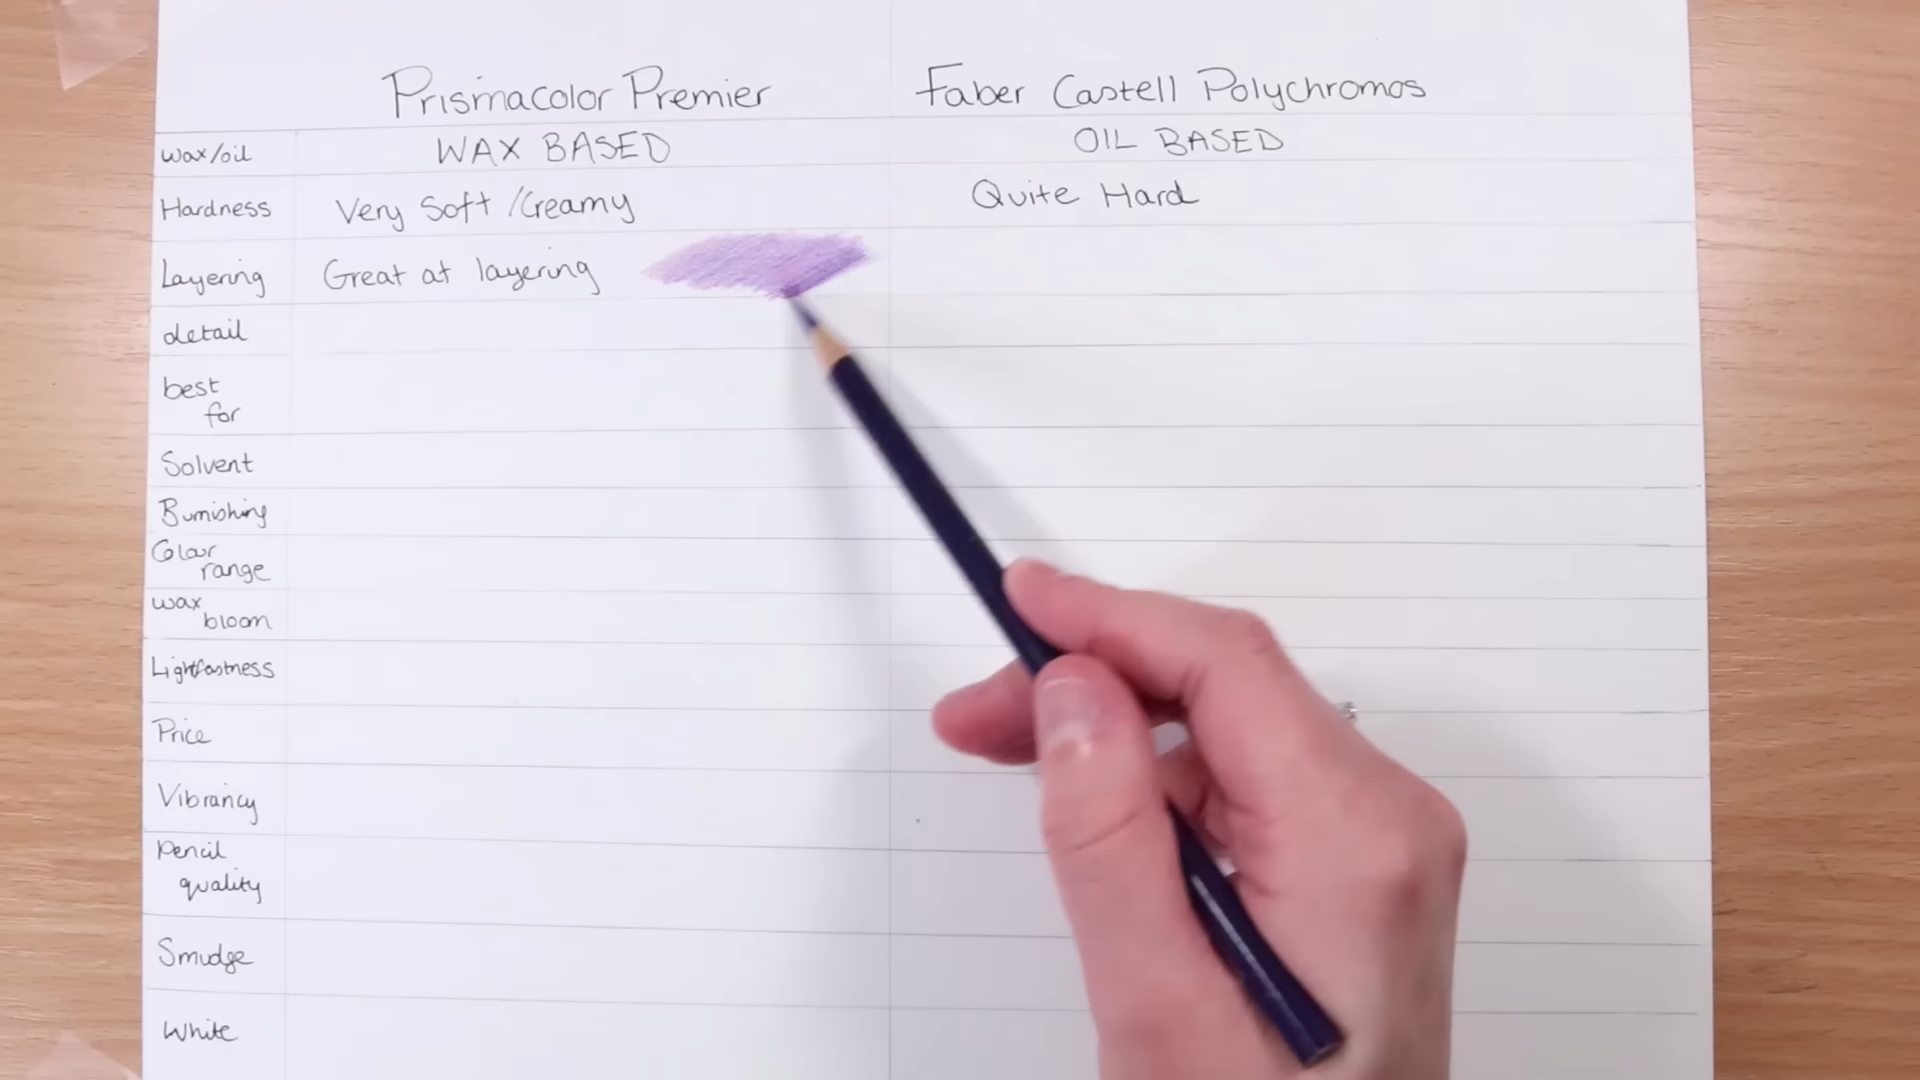 Prismacolor Premier Faber Castell Polychromos
wax/oil WAX BASED OIL BASED
Hardness Very Soft /Creamy Quite Hard
Layering Great at layering
detail
best
for
Solvent
Burnishing
Colour
range
wax
bloom
Lightfastness
Price
Vibrancy
Pencil
quality
Smudge
White